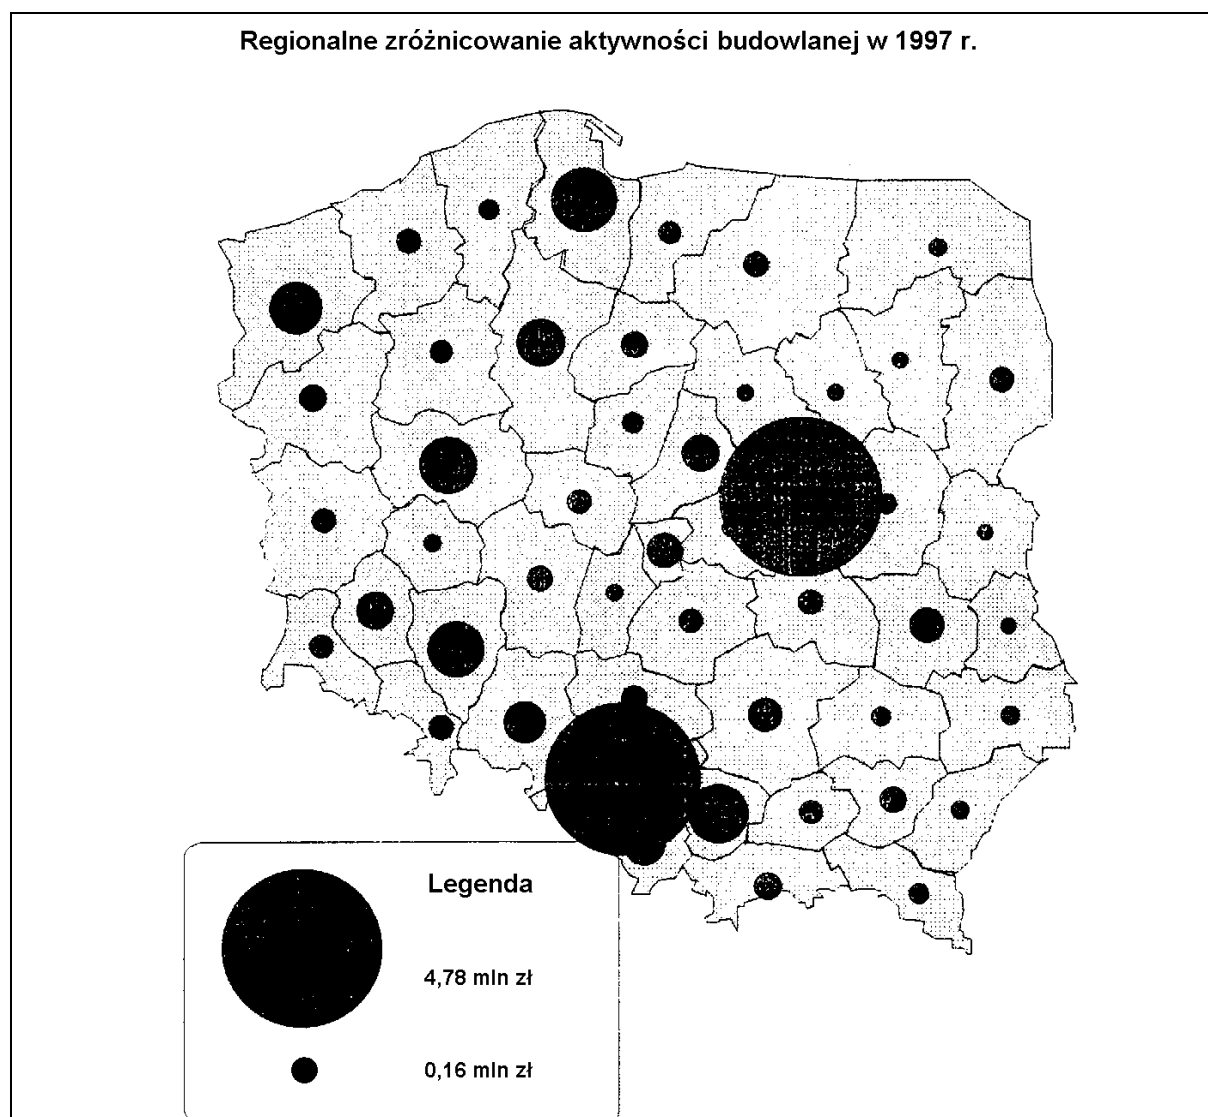 Regionalne zróżnicowanie aktywności budowlanej w 1997 r.
Legenda
4,78 mln zł
0,16 mln zł